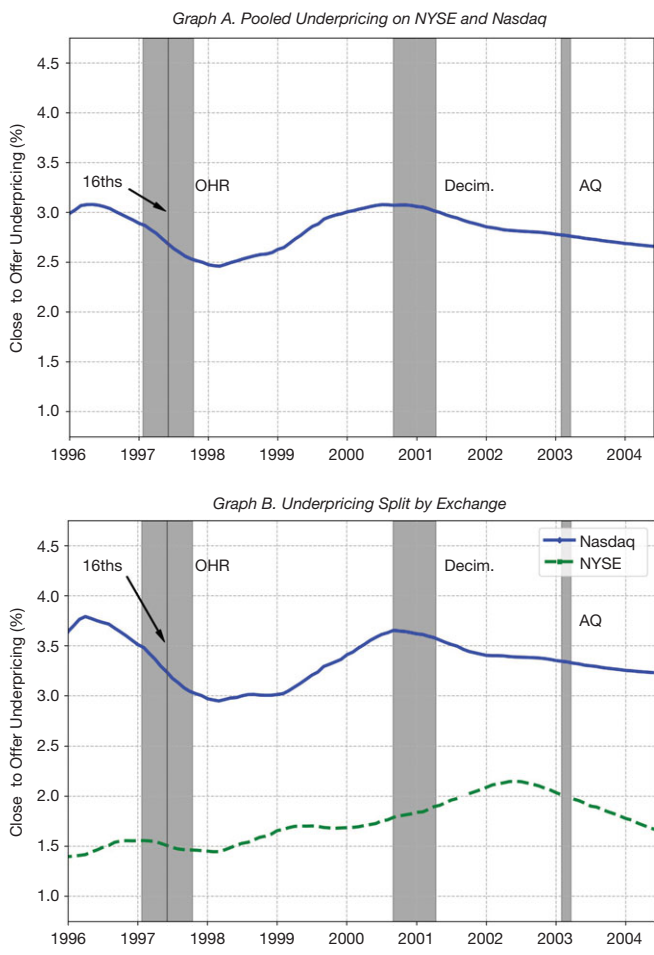 Graph A. Pooled Underpricing on NYSE and Nasdaq
Close to Offer Underpricing (%)
4.5
4.0
3.5
3.0
2.5
2.0
1.5
1.0
16ths
OHR
Decim.
AQ
1996 1997 1998 1999 2000 2001 2002 2003 2004
Graph B. Underpricing Split by Exchange
Close to Offer Underpricing (%)
4.5
4.0
3.5
3.0
2.5
2.0
1.5
1.0
Nasdaq
NYSE
16ths
OHR
Decim.
AQ
1996 1997 1998 1999 2000 2001 2002 2003 2004